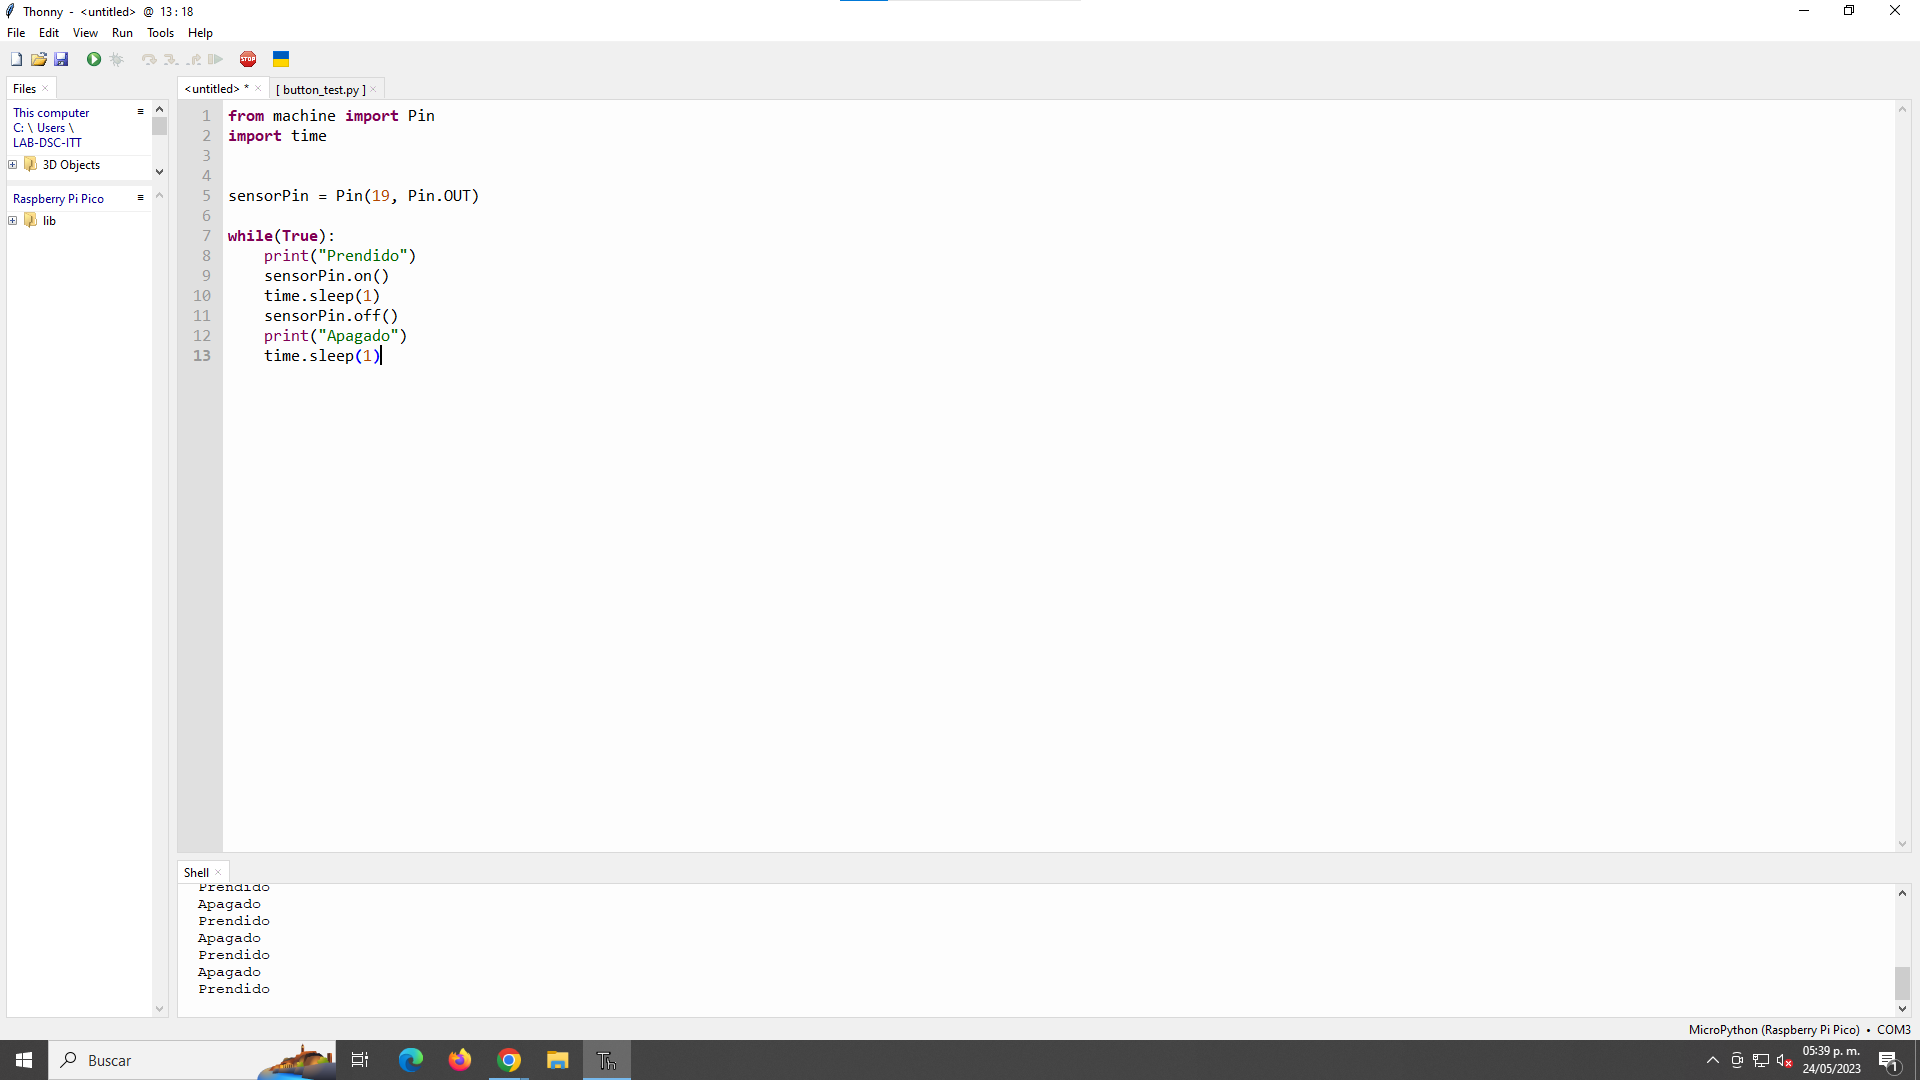 Thonny - <untitled> @ 13 : 18
File Edit View Run Tools Help
STOP
Files
<untitled> *
[ button_test.py ]
This computer
C: \ Users \
LAB-DSC-ITT
3D Objects
Raspberry Pi Pico
lib
1 from machine import Pin
2 import time
3
4
5 sensorPin = Pin(19, Pin.OUT)
6
7 while(True):
8     print("Prendido")
9     sensorPin.on()
10     time.sleep(1)
11     sensorPin.off()
12     print("Apagado")
13     time.sleep(1)
Shell
Prendido
Apagado
Prendido
Apagado
Prendido
Apagado
Prendido
MicroPython (Raspberry Pi Pico) • COM3
Buscar
Th
05:39 p. m.
24/05/2023
1